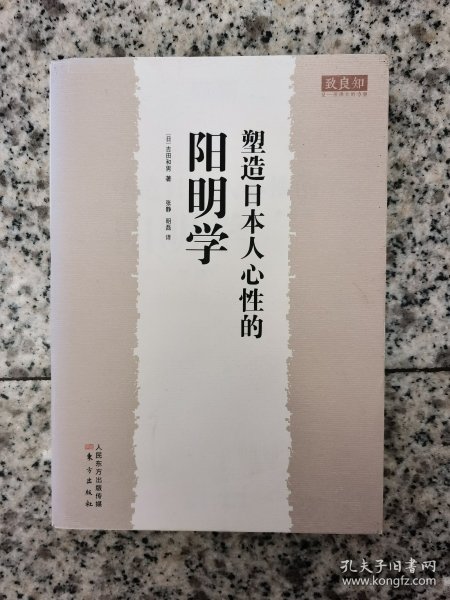 致良知
塑造日本人心性的
阳明学
［日］吉田和男 著
张静 明磊 译
人民东方出版传媒
东方出版社
孔夫子旧书网
www.kongfz.com